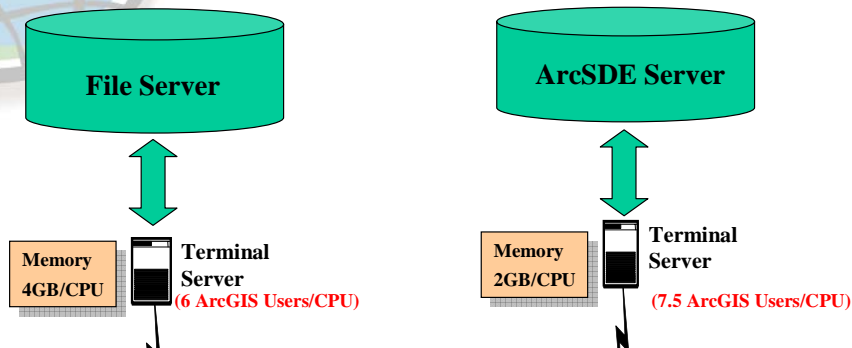 File Server
ArcSDE Server
Memory
4GB/CPU
Terminal
Server
(6 ArcGIS Users/CPU)
Memory
2GB/CPU
Terminal
Server
(7.5 ArcGIS Users/CPU)